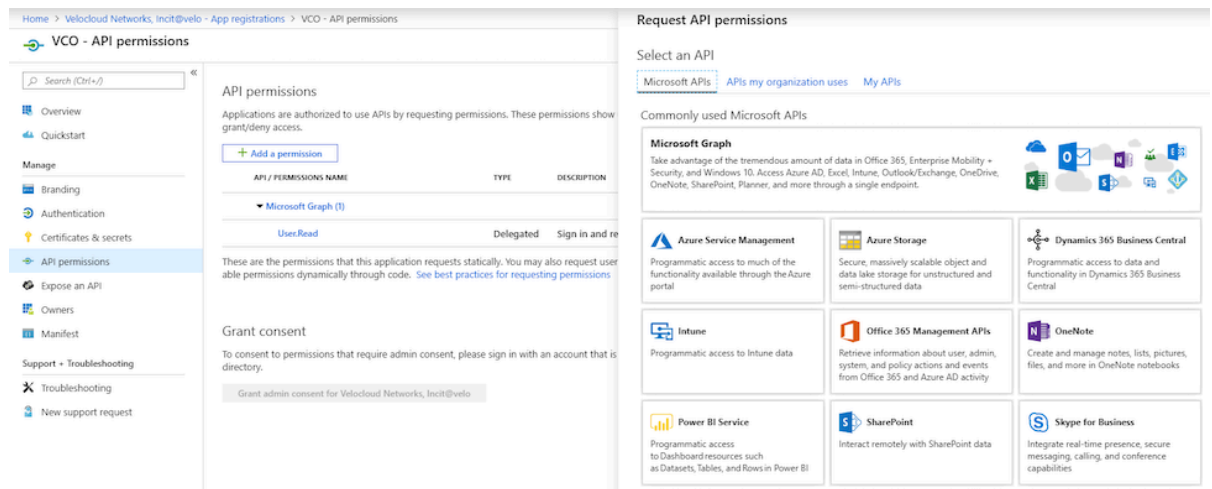 Home > Velocloud Networks, Incit@velo - App registrations > VCO - API permissions
VCO - API permissions
Search (Ctrl+/)
«
Overview
Quickstart
Manage
Branding
Authentication
Certificates & secrets
API permissions
Expose an API
Owners
Manifest
Support + Troubleshooting
Troubleshooting
New support request
API permissions
Applications are authorized to use APIs by requesting permissions. These permissions show
grant/deny access.
+ Add a permission
API / PERMISSIONS NAME TYPE DESCRIPTION
Microsoft Graph (1)
User.Read Delegated Sign in and re
These are the permissions that this application requests statically. You may also request user
able permissions dynamically through code. See best practices for requesting permissions
Grant consent
To consent to permissions that require admin consent, please sign in with an account that is
directory.
Grant admin consent for Velocloud Networks, Incit@velo
Request API permissions
Select an API
Microsoft APIs APIs my organization uses My APIs
Commonly used Microsoft APIs
Microsoft Graph
Take advantage of the tremendous amount of data in Office 365, Enterprise Mobility +
Security, and Windows 10. Access Azure AD, Excel, Intune, Outlook/Exchange, OneDrive,
OneNote, SharePoint, Planner, and more through a single endpoint.
Azure Service Management
Programmatic access to much of the
functionality available through the Azure
portal
Azure Storage
Secure, massively scalable object and
data lake storage for unstructured and
semi-structured data
Dynamics 365 Business Central
Programmatic access to data and
functionality in Dynamics 365 Business
Central
Intune
Programmatic access to Intune data
Office 365 Management APIs
Retrieve information about user, admin,
system, and policy actions and events
from Office 365 and Azure AD activity
OneNote
Create and manage notes, lists, pictures,
files, and more in OneNote notebooks
Power BI Service
Programmatic access
to Dashboard resources such
as Datasets, Tables, and Rows in Power BI
SharePoint
Interact remotely with SharePoint data
Skype for Business
Integrate real-time presence, secure
messaging, calling, and conference
capabilities